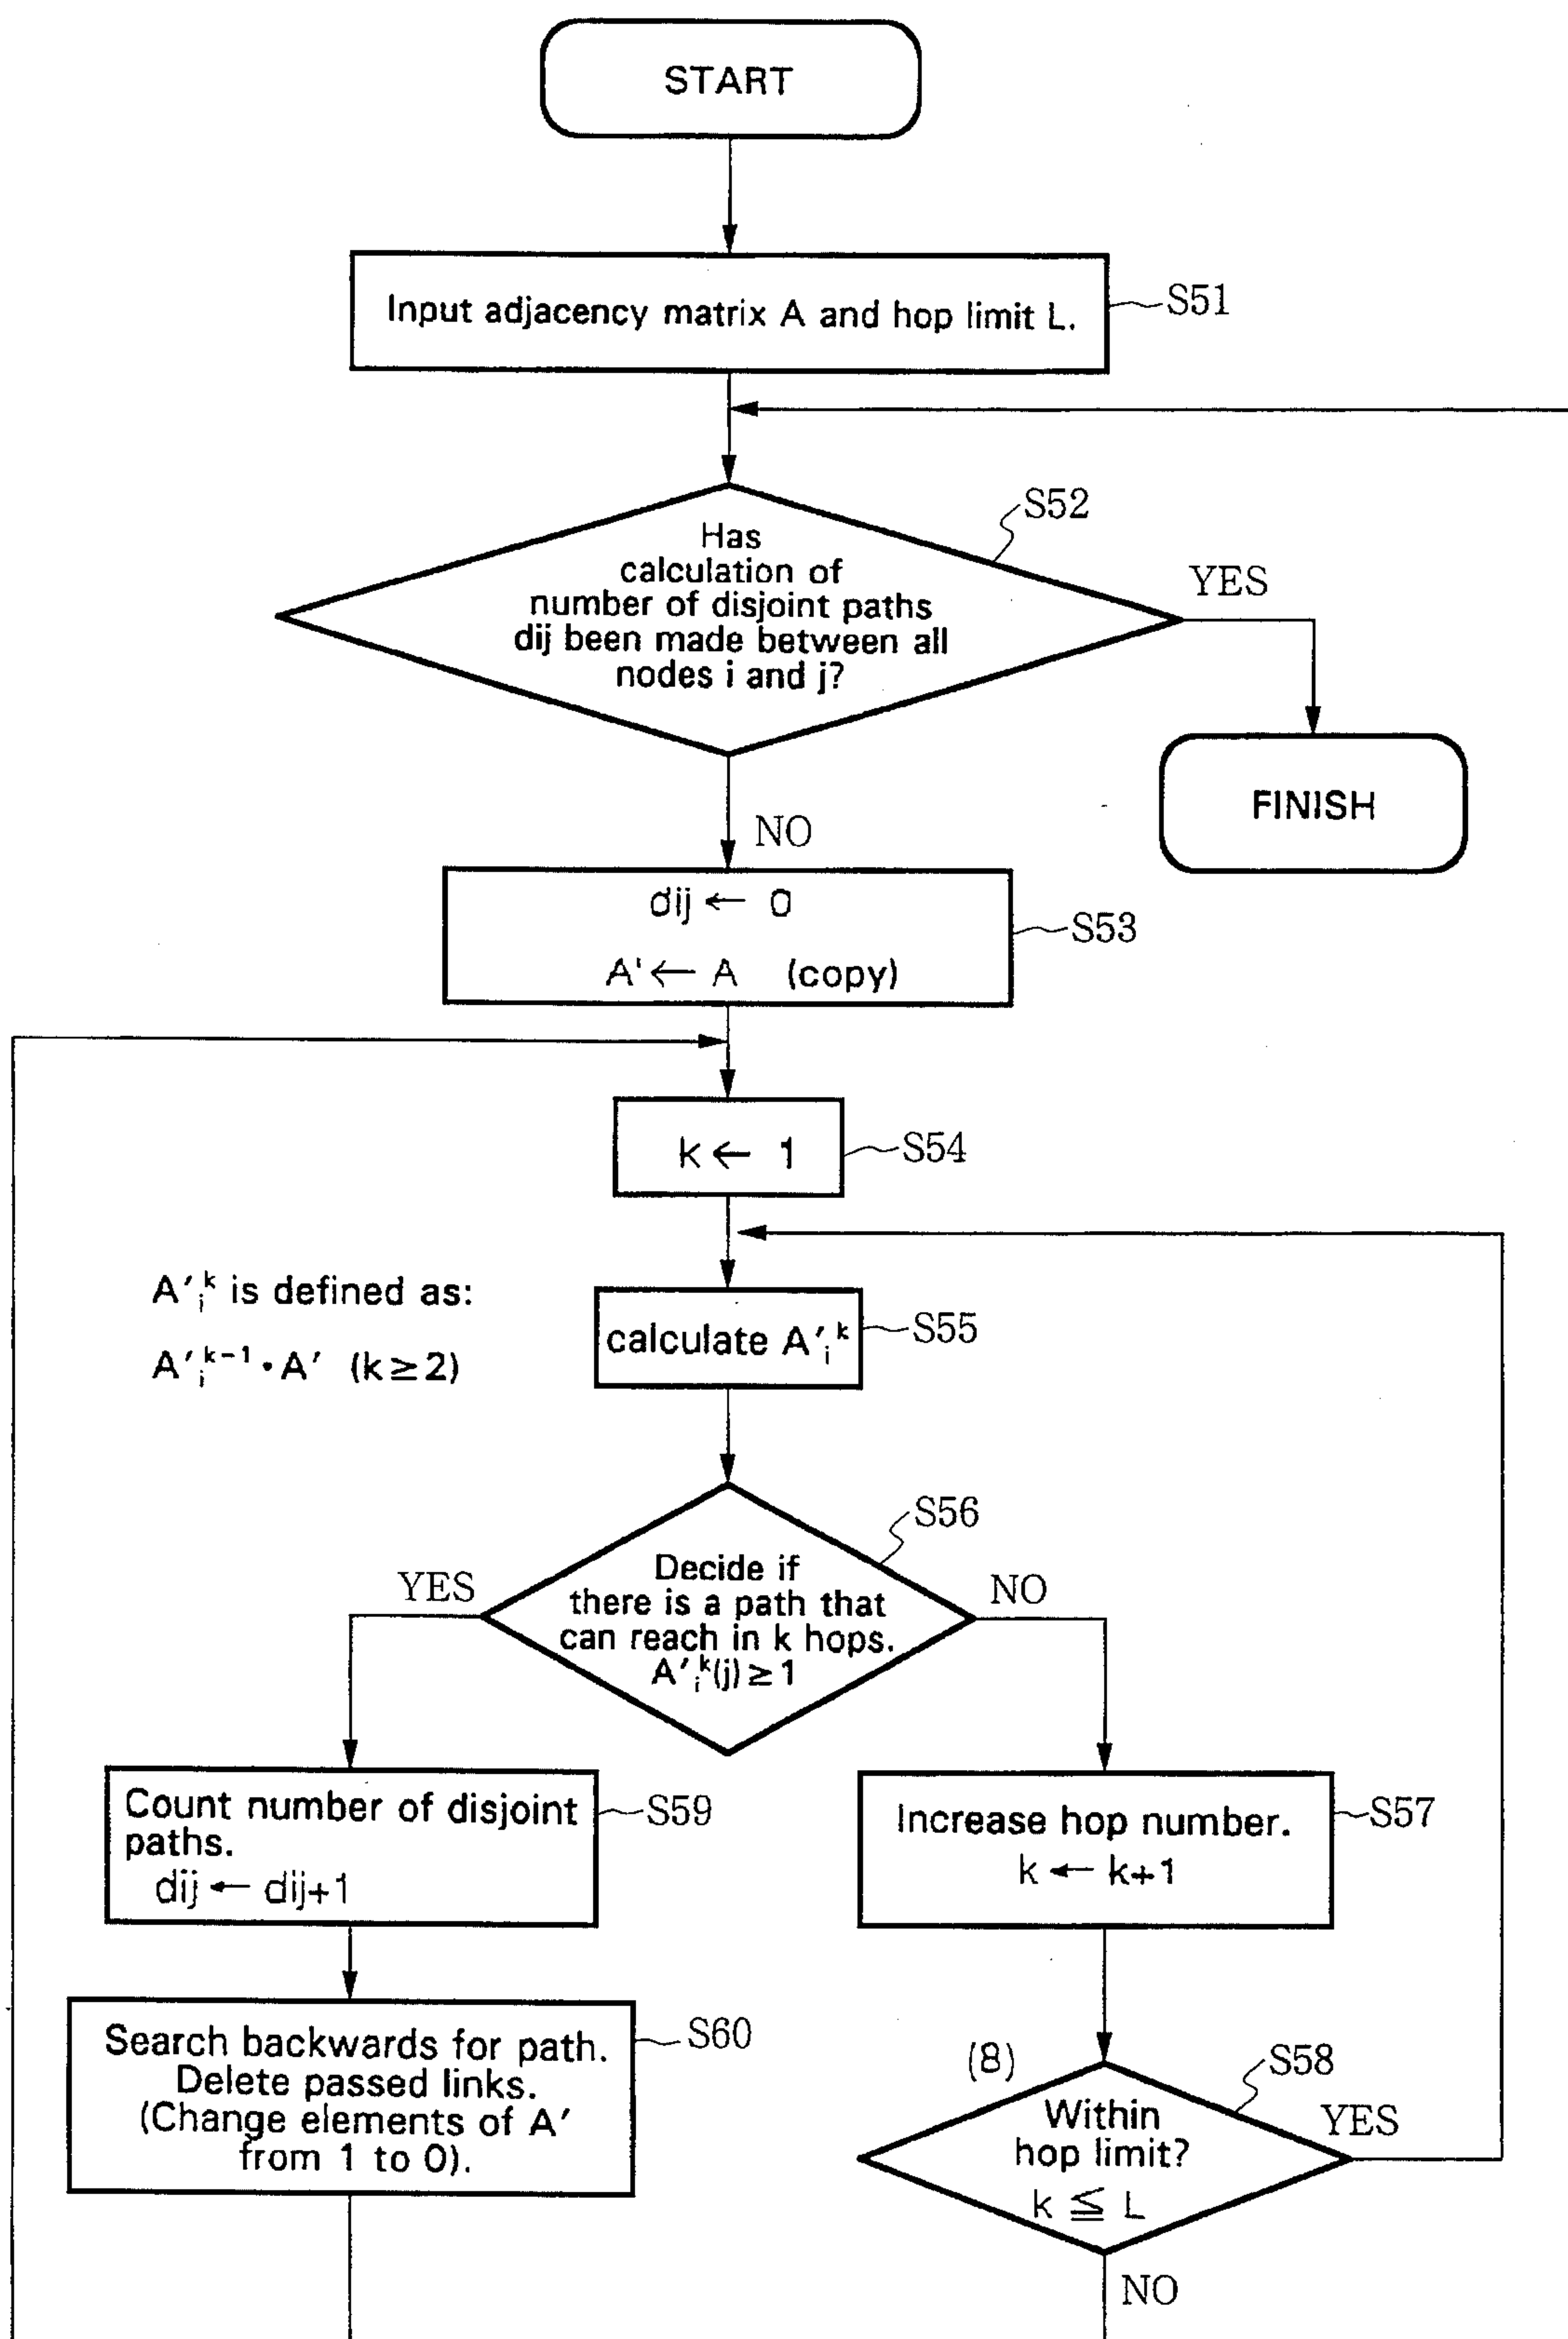 START
Input adjacency matrix A and hop limit L.
S51
S52
Has
calculation of
number of disjoint paths
dij been made between all
nodes i and j?
YES
FINISH
NO
dij ← 0
A' ← A (copy)
S53
k ← 1
S54
A′ᵢᵏ is defined as:
A′ᵢᵏ⁻¹ • A′ (k ≥ 2)
calculate A′ᵢᵏ
S55
S56
YES
Decide if
there is a path that
can reach in k hops.
A′ᵢᵏ(j) ≥ 1
NO
Count number of disjoint
paths.
dij ← dij+1
S59
Increase hop number.
k ← k+1
S57
Search backwards for path.
Delete passed links.
(Change elements of A′
from 1 to 0).
S60
(8)
S58
Within
hop limit?
k ≦ L
YES
NO